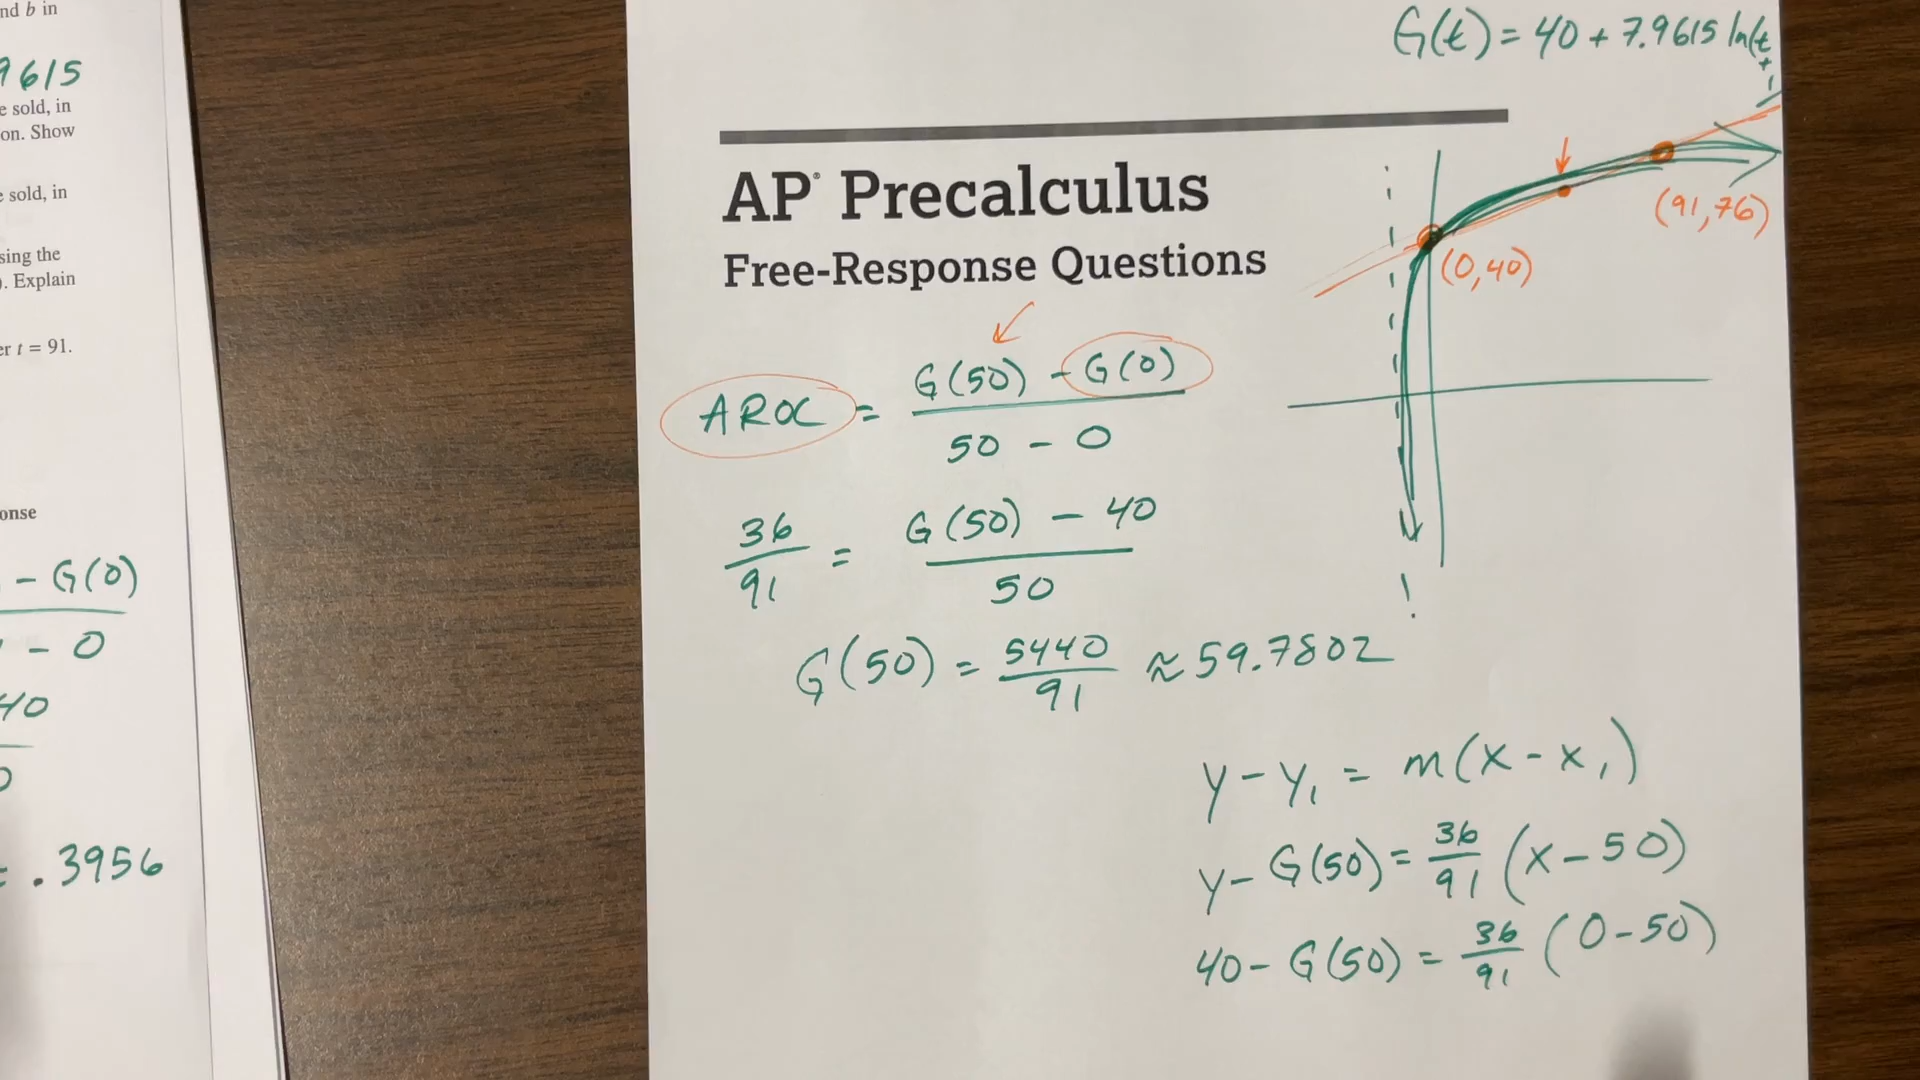 nd b in
9615
e sold, in
on. Show
e sold, in
sing the
). Explain
er t = 91.
onse
- G(0)
- 0
40
= .3956
G(t) = 40 + 7.9615 ln(t + 1)
AP® Precalculus
Free-Response Questions
(91,76)
(0,40)
AROC = G(50) - G(0) / 50 - 0
36/91 = G(50) - 40 / 50
G(50) = 5440/91 ≈ 59.7802
y - y₁ = m(x - x₁)
y - G(50) = 36/91 (x - 50)
40 - G(50) = 36/91 (0 - 50)